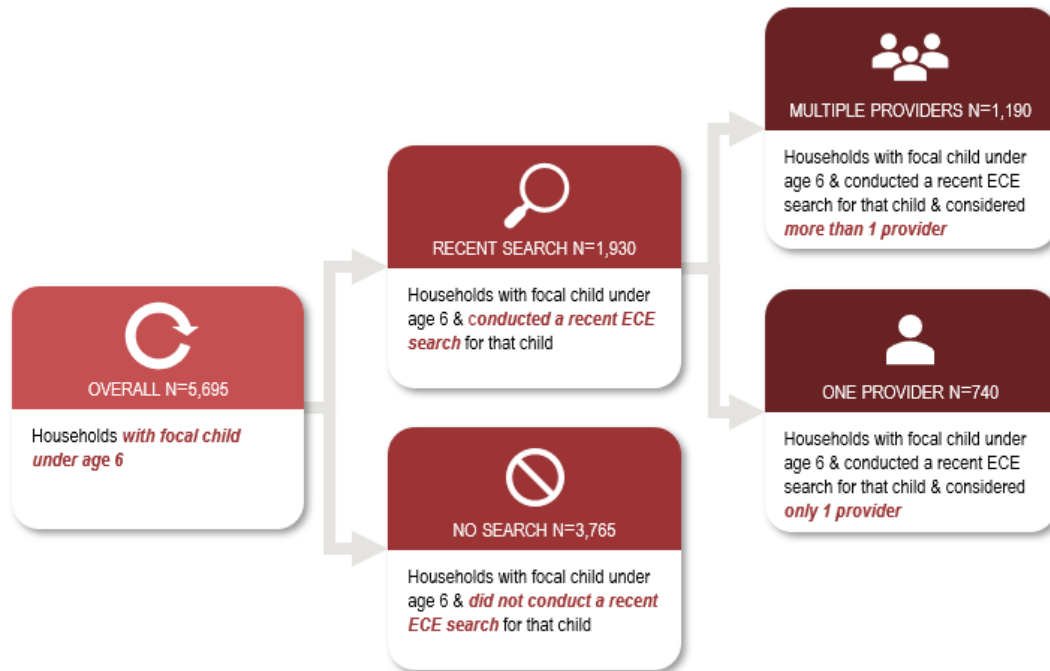 OVERALL N=5,695
Households with focal child
under age 6
RECENT SEARCH N=1,930
Households with focal child under
age 6 & conducted a recent ECE
search for that child
NO SEARCH N=3,765
Households with focal child under
age 6 & did not conduct a recent
ECE search for that child
MULTIPLE PROVIDERS N=1,190
Households with focal child under
age 6 & conducted a recent ECE
search for that child & considered
more than 1 provider
ONE PROVIDER N=740
Households with focal child under
age 6 & conducted a recent ECE
search for that child & considered
only 1 provider